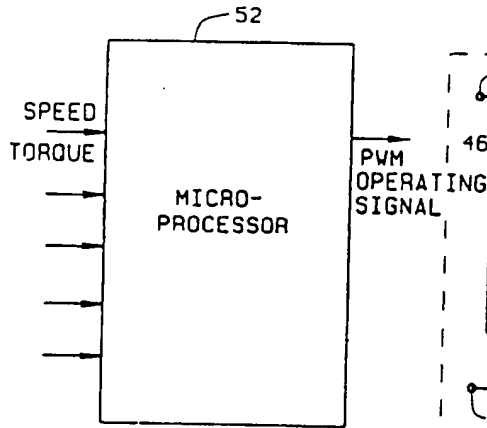 52
SPEED
TORQUE
46
PWM
OPERATING
SIGNAL
MICRO-
PROCESSOR